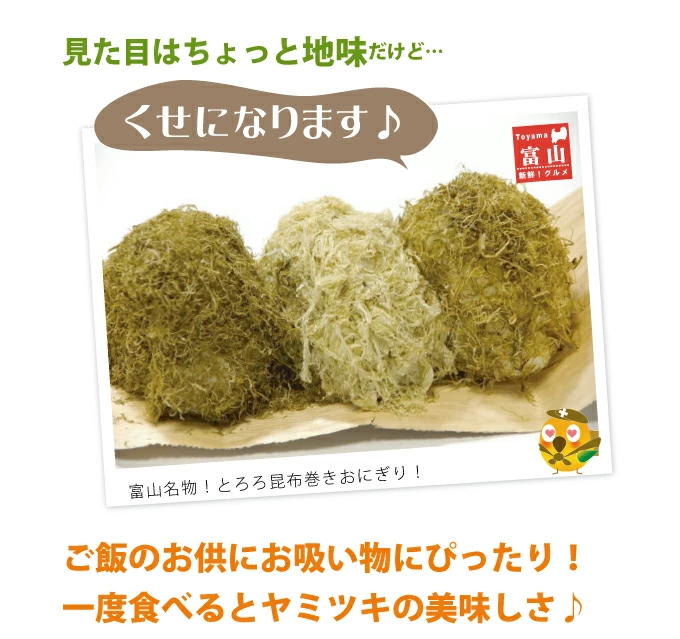 見た目はちょっと地味だけど…
くせになります♪
Toyama
富山
新鮮！グルメ
富山名物！とろろ昆布巻きおにぎり！
ご飯のお供にお吸い物にぴったり！
一度食べるとヤミツキの美味しさ♪